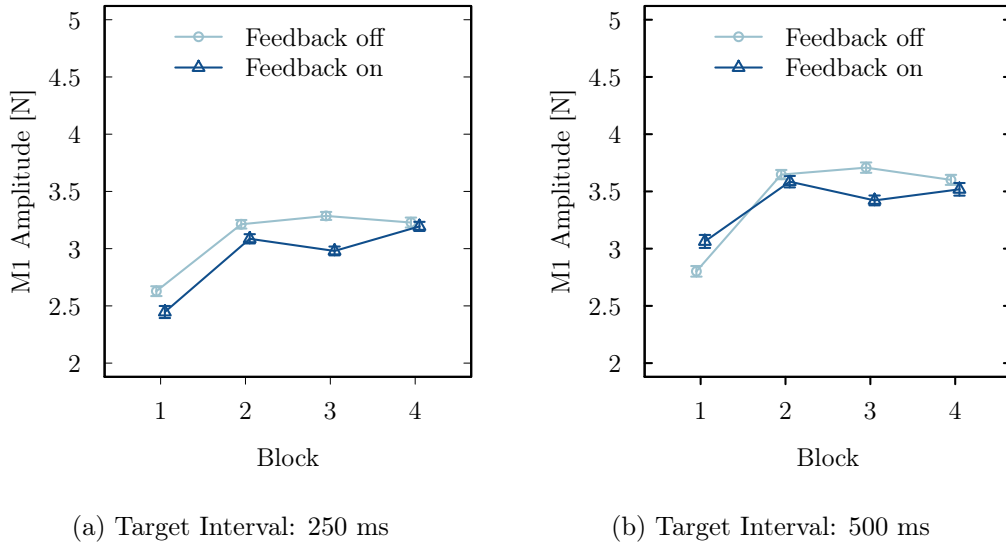 5
4.5
4
3.5
3
2.5
2
M1 Amplitude [N]
Feedback off
Feedback on
1 2 3 4
Block
(a) Target Interval: 250 ms
5
4.5
4
3.5
3
2.5
2
M1 Amplitude [N]
Feedback off
Feedback on
1 2 3 4
Block
(b) Target Interval: 500 ms